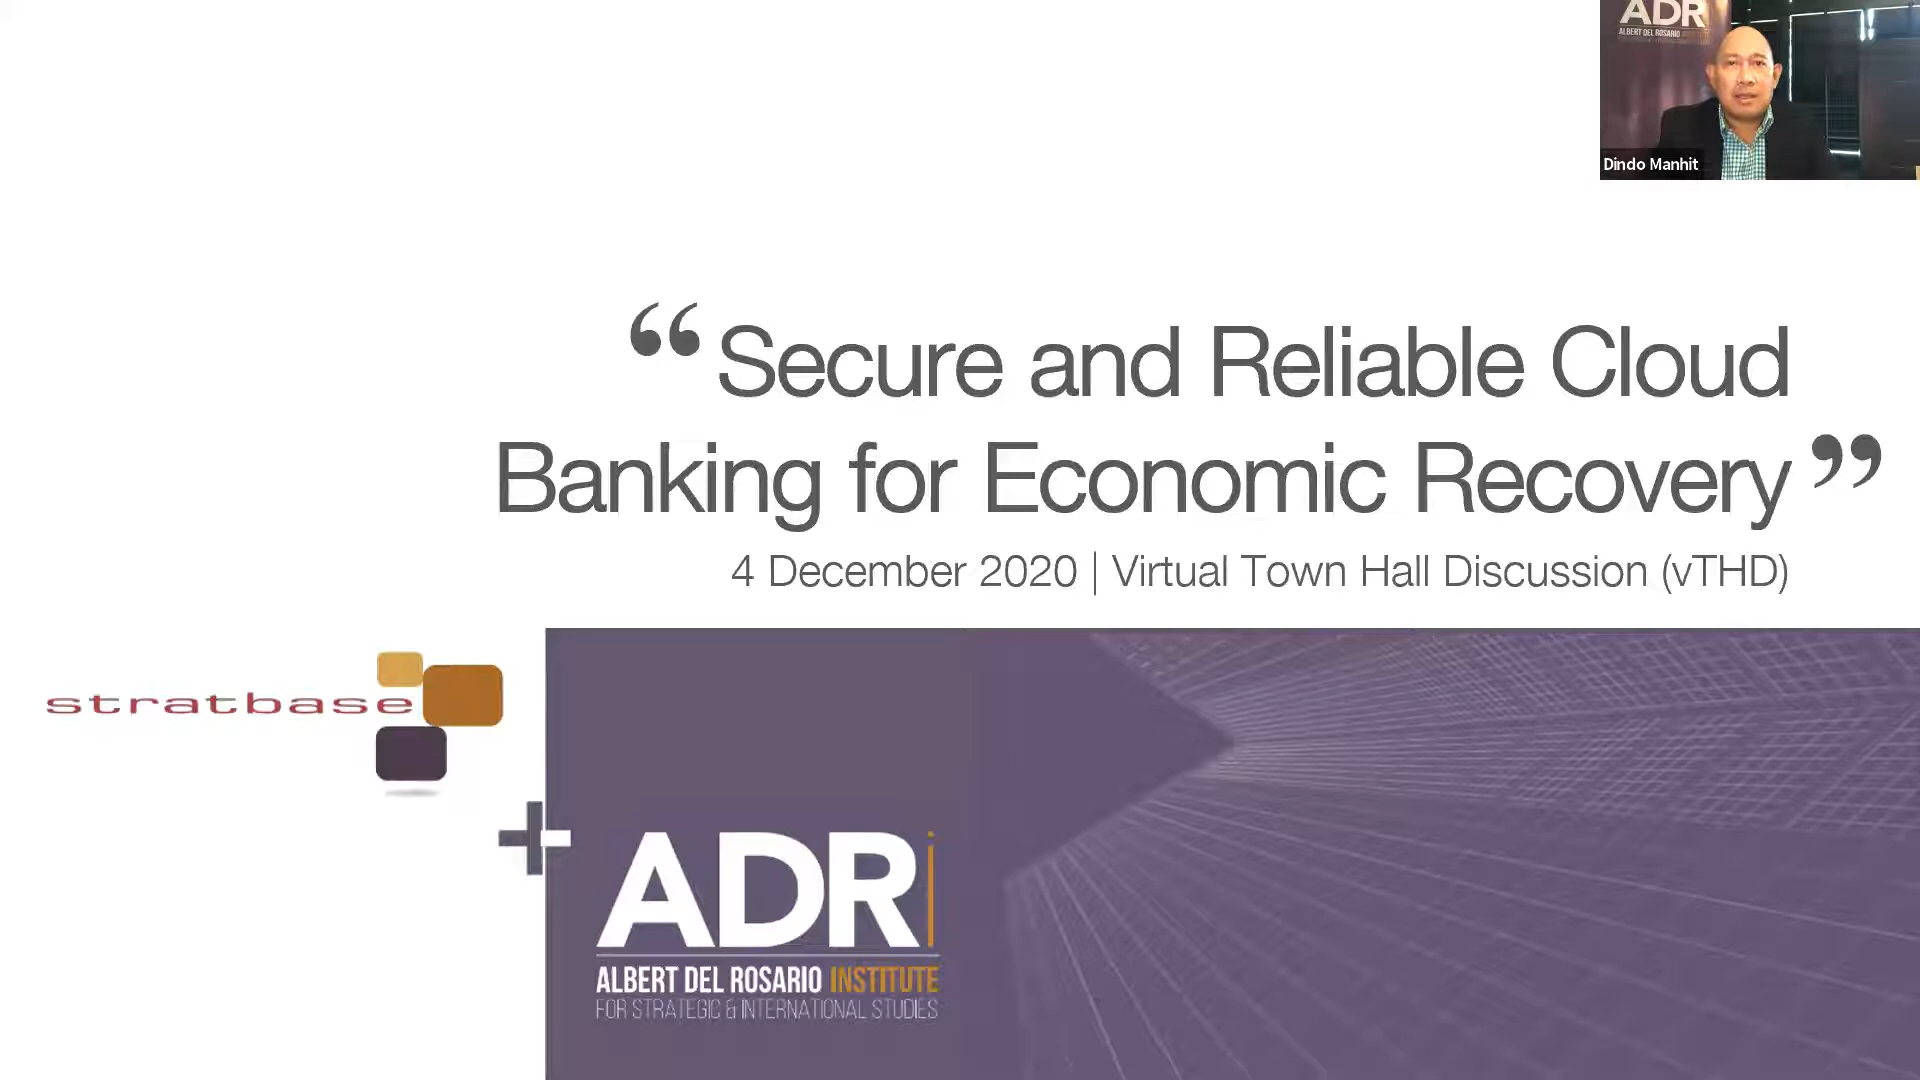 ADR
ALBERT DEL ROSARIO INSTITUTE
Dindo Manhit
“Secure and Reliable Cloud
Banking for Economic Recovery”
4 December 2020 | Virtual Town Hall Discussion (vTHD)
stratbase
ADRi
ALBERT DEL ROSARIO INSTITUTE
FOR STRATEGIC & INTERNATIONAL STUDIES